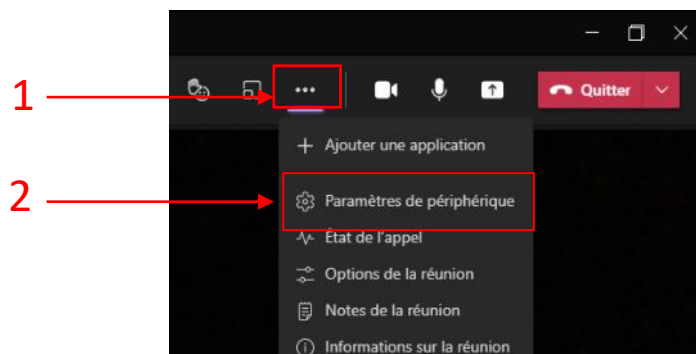 1
Quitter
Ajouter une application
2
Paramètres de périphérique
État de l'appel
Options de la réunion
Notes de la réunion
Informations sur la réunion